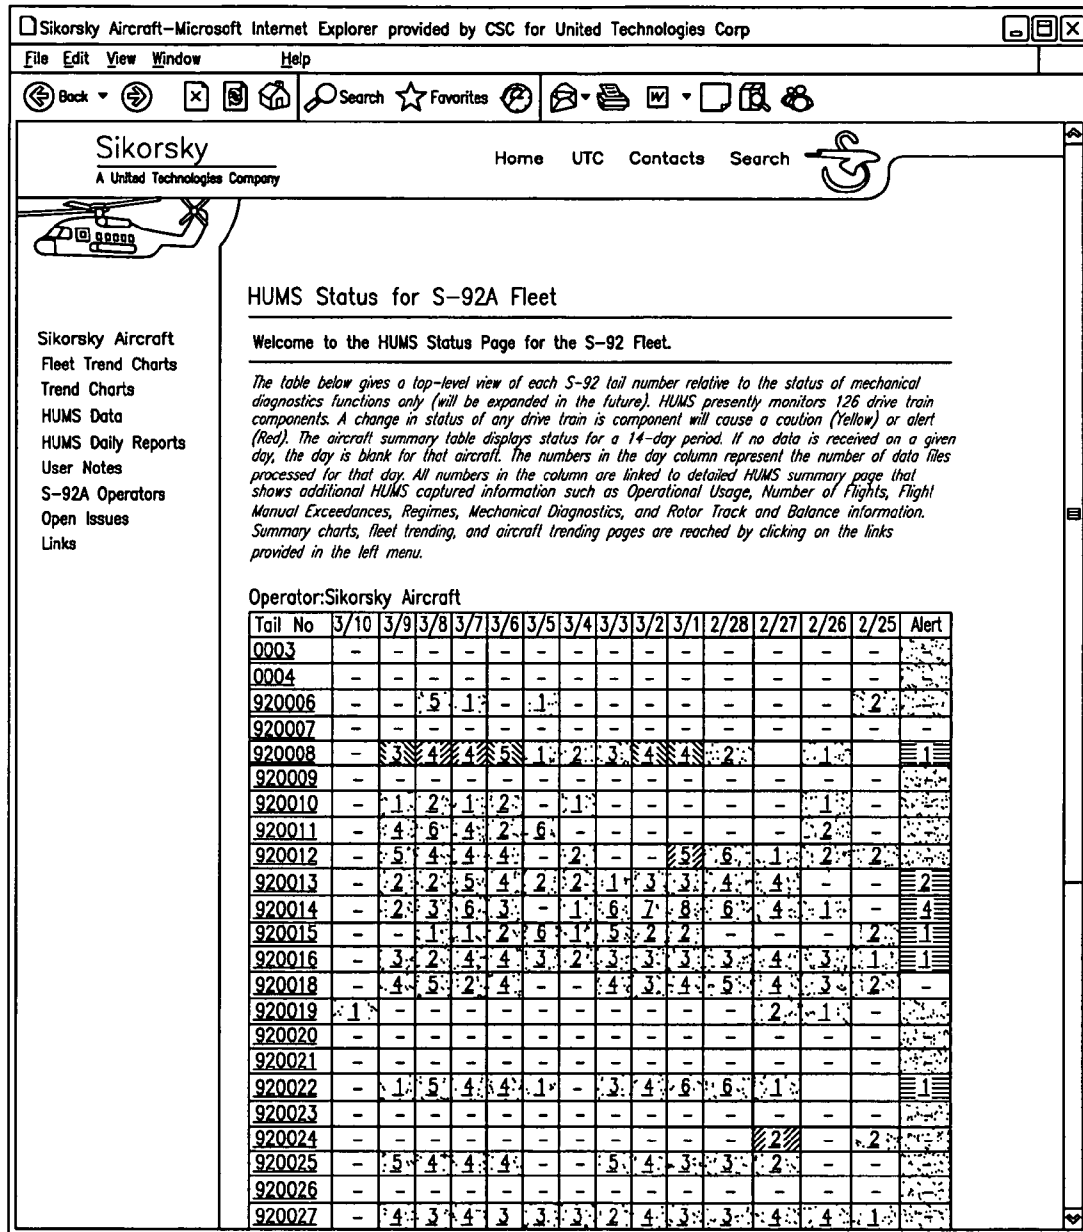 Sikorsky Aircraft–Microsoft Internet Explorer provided by CSC for United Technologies Corp
File Edit View Window Help
Back Search Favorites W
Sikorsky
A United Technologies Company
Home UTC Contacts Search
Sikorsky Aircraft
Fleet Trend Charts
Trend Charts
HUMS Data
HUMS Daily Reports
User Notes
S-92A Operators
Open Issues
Links
HUMS Status for S-92A Fleet
Welcome to the HUMS Status Page for the S-92 Fleet.
The table below gives a top-level view of each S-92 tail number relative to the status of mechanical
diagnostics functions only (will be expanded in the future). HUMS presently monitors 126 drive train
components. A change in status of any drive train is component will cause a caution (Yellow) or alert
(Red). The aircraft summary table displays status for a 14-day period. If no data is received on a given
day, the day is blank for that aircraft. The numbers in the day column represent the number of data files
processed for that day. All numbers in the column are linked to detailed HUMS summary page that
shows additional HUMS captured information such as Operational Usage, Number of Flights, Flight
Manual Exceedances, Regimes, Mechanical Diagnostics, and Rotor Track and Balance information.
Summary charts, fleet trending, and aircraft trending pages are reached by clicking on the links
provided in the left menu.
Operator:Sikorsky Aircraft
Tail No 3/10 3/9 3/8 3/7 3/6 3/5 3/4 3/3 3/2 3/1 2/28 2/27 2/26 2/25 Alert
0003 - - - - - - - - - - - - - - -
0004 - - - - - - - - - - - - - - -
920006 - - 5 1 - 1 - - - - - - - 2 -
920007 - - - - - - - - - - - - - - -
920008 - 3 4 4 5 1 2 3 4 4 2 1 1
920009 - - - - - - - - - - - - - - -
920010 - 1 2 1 2 - 1 - - - - - 1 - -
920011 - 4 6 4 2 6 - - - - - - 2 - -
920012 - 5 4 4 4 - 2 - - 5 6 1 2 2 -
920013 - 2 2 5 4 2 2 1 3 3 4 4 - - 2
920014 - 2 3 6 3 - 1 6 7 8 6 4 1 - 4
920015 - - 1 1 2 6 1 5 2 2 - - - 2 1
920016 - 3 2 4 4 3 2 3 3 3 3 4 3 1 1
920018 - 4 5 2 4 - - 4 3 4 5 4 3 2 -
920019 1 - - - - - - - - - - 2 1 - -
920020 - - - - - - - - - - - - - - -
920021 - - - - - - - - - - - - - - -
920022 - 1 5 4 4 1 - 3 4 6 6 1 1
920023 - - - - - - - - - - - - - - -
920024 - - - - - - - - - - - 2 - 2 -
920025 - 5 4 4 4 - - 5 4 3 3 2 - - -
920026 - - - - - - - - - - - - - - -
920027 - 4 3 4 3 3 3 2 4 3 3 4 4 1 -